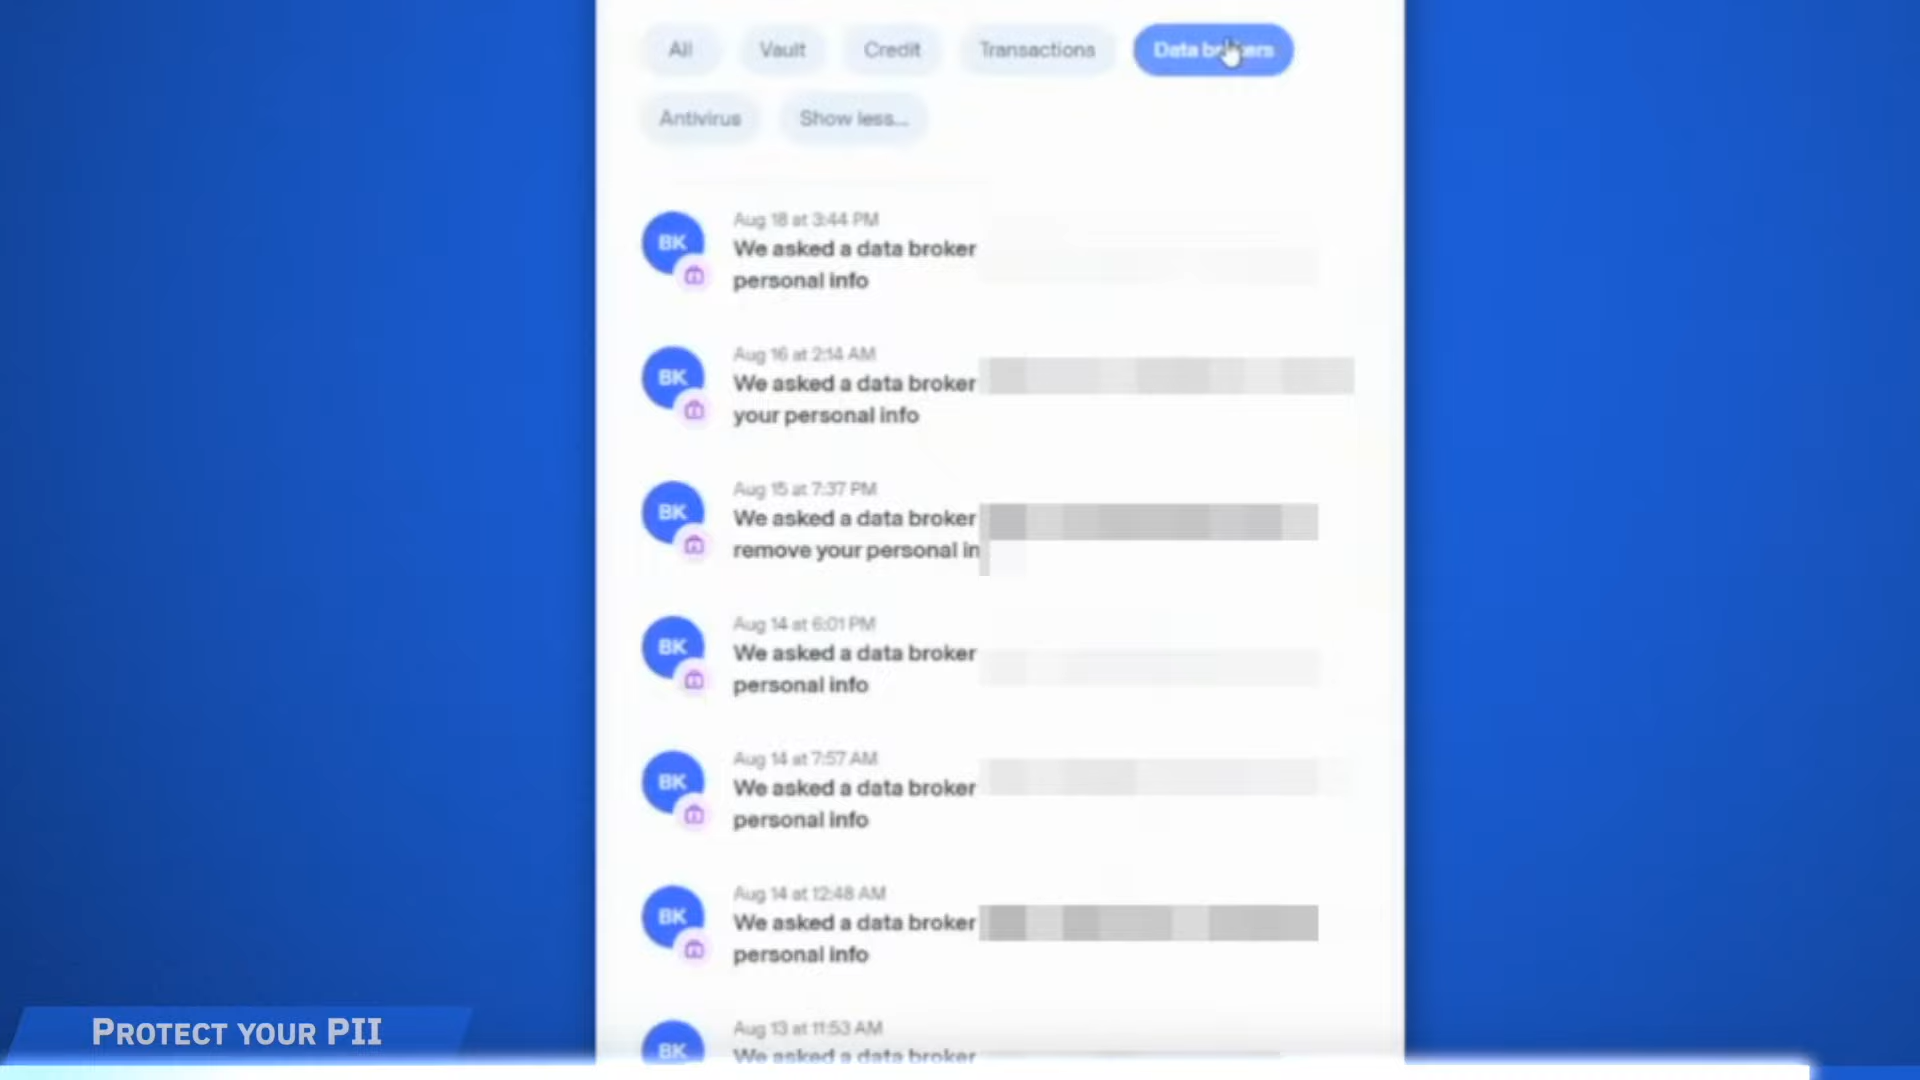 All Vault Credit Transactions Data brokers
Antivirus Show less...
Aug 18 at 3:44 PM
BK We asked a data broker
personal info
Aug 16 at 2:14 AM
BK We asked a data broker
your personal info
Aug 15 at 7:37 PM
BK We asked a data broker
remove your personal in
Aug 14 at 6:01 PM
BK We asked a data broker
personal info
Aug 14 at 7:57 AM
BK We asked a data broker
personal info
Aug 14 at 12:48 AM
BK We asked a data broker
personal info
Aug 13 at 11:53 AM
BK We asked a data broker
PROTECT YOUR PII